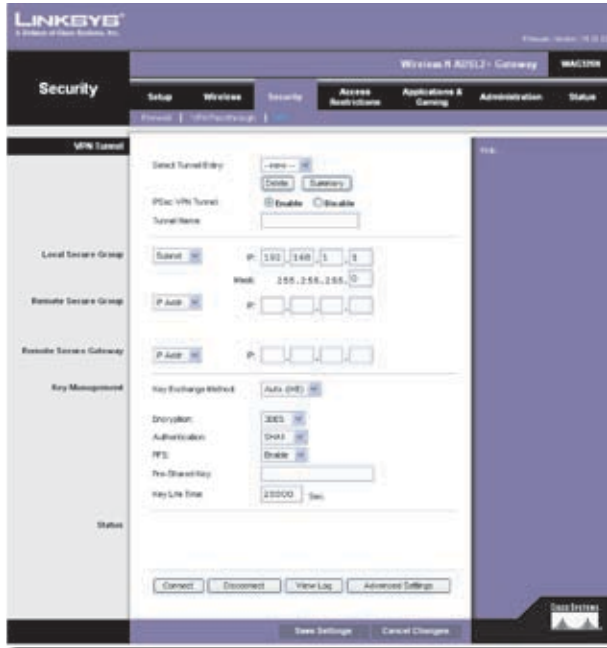 LINKSYS®
A Division of Cisco Systems, Inc.
Firmware Version:
Wireless-N ADSL2+ Gateway
Security
Setup
Wireless
Security
Access Restrictions
Applications & Gaming
Administration
Status
Firewall | VPN Passthrough |
VPN Tunnel
Select Tunnel Entry:
-new-
Delete
Summary
IPSec VPN Tunnel:
Enable
Disable
Tunnel Name:
Local Secure Group
Subnet
IP: 192 . 168 . 1 .
Mask: 255.255.255. 0
Remote Secure Group
IP Addr
IP:
Remote Secure Gateway
IP Addr
IP:
Key Management
Key Exchange Method:
Auto (IKE)
Encryption:
3DES
Authentication:
SHA1
PFS:
Enable
Pre-Shared Key:
Key Life Time:
Sec.
Status
Connect
Disconnect
View Log
Advanced Settings
Save Settings
Cancel Changes
Cisco Systems